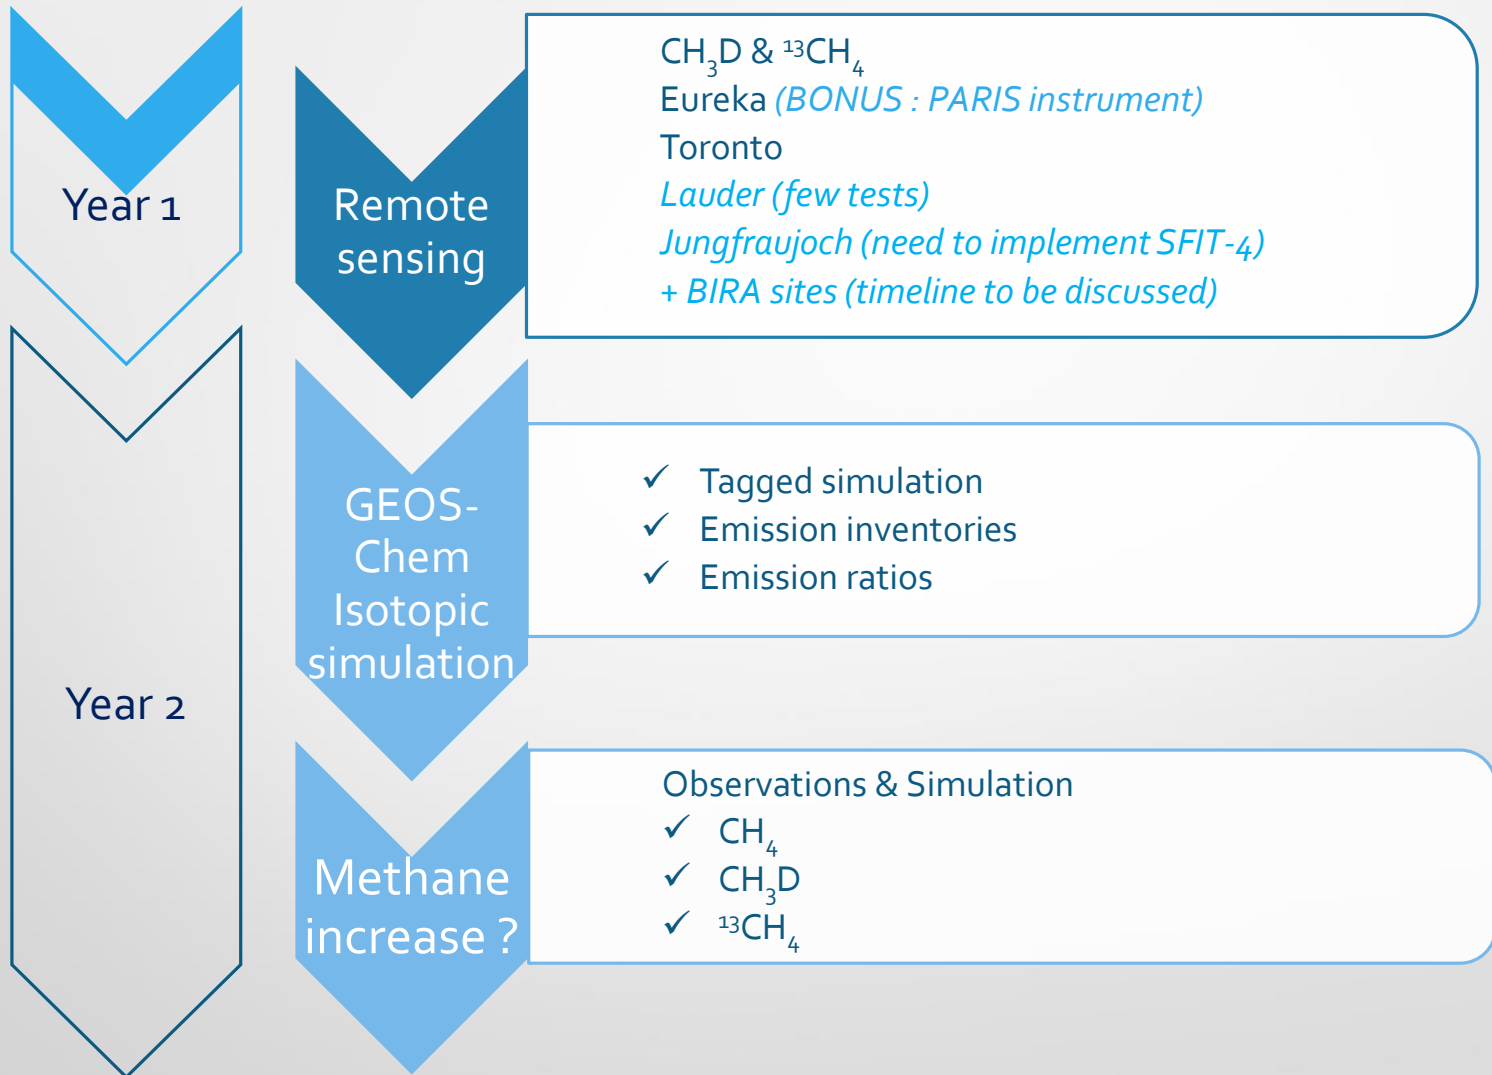 Year 1
Remote
sensing
CH₃D & ¹³CH₄
Eureka (BONUS : PARIS instrument)
Toronto
Lauder (few tests)
Jungfraujoch (need to implement SFIT-4)
+ BIRA sites (timeline to be discussed)
Year 2
GEOS-
Chem
Isotopic
simulation
✓ Tagged simulation
✓ Emission inventories
✓ Emission ratios
Methane
increase ?
Observations & Simulation
✓ CH₄
✓ CH₃D
✓ ¹³CH₄